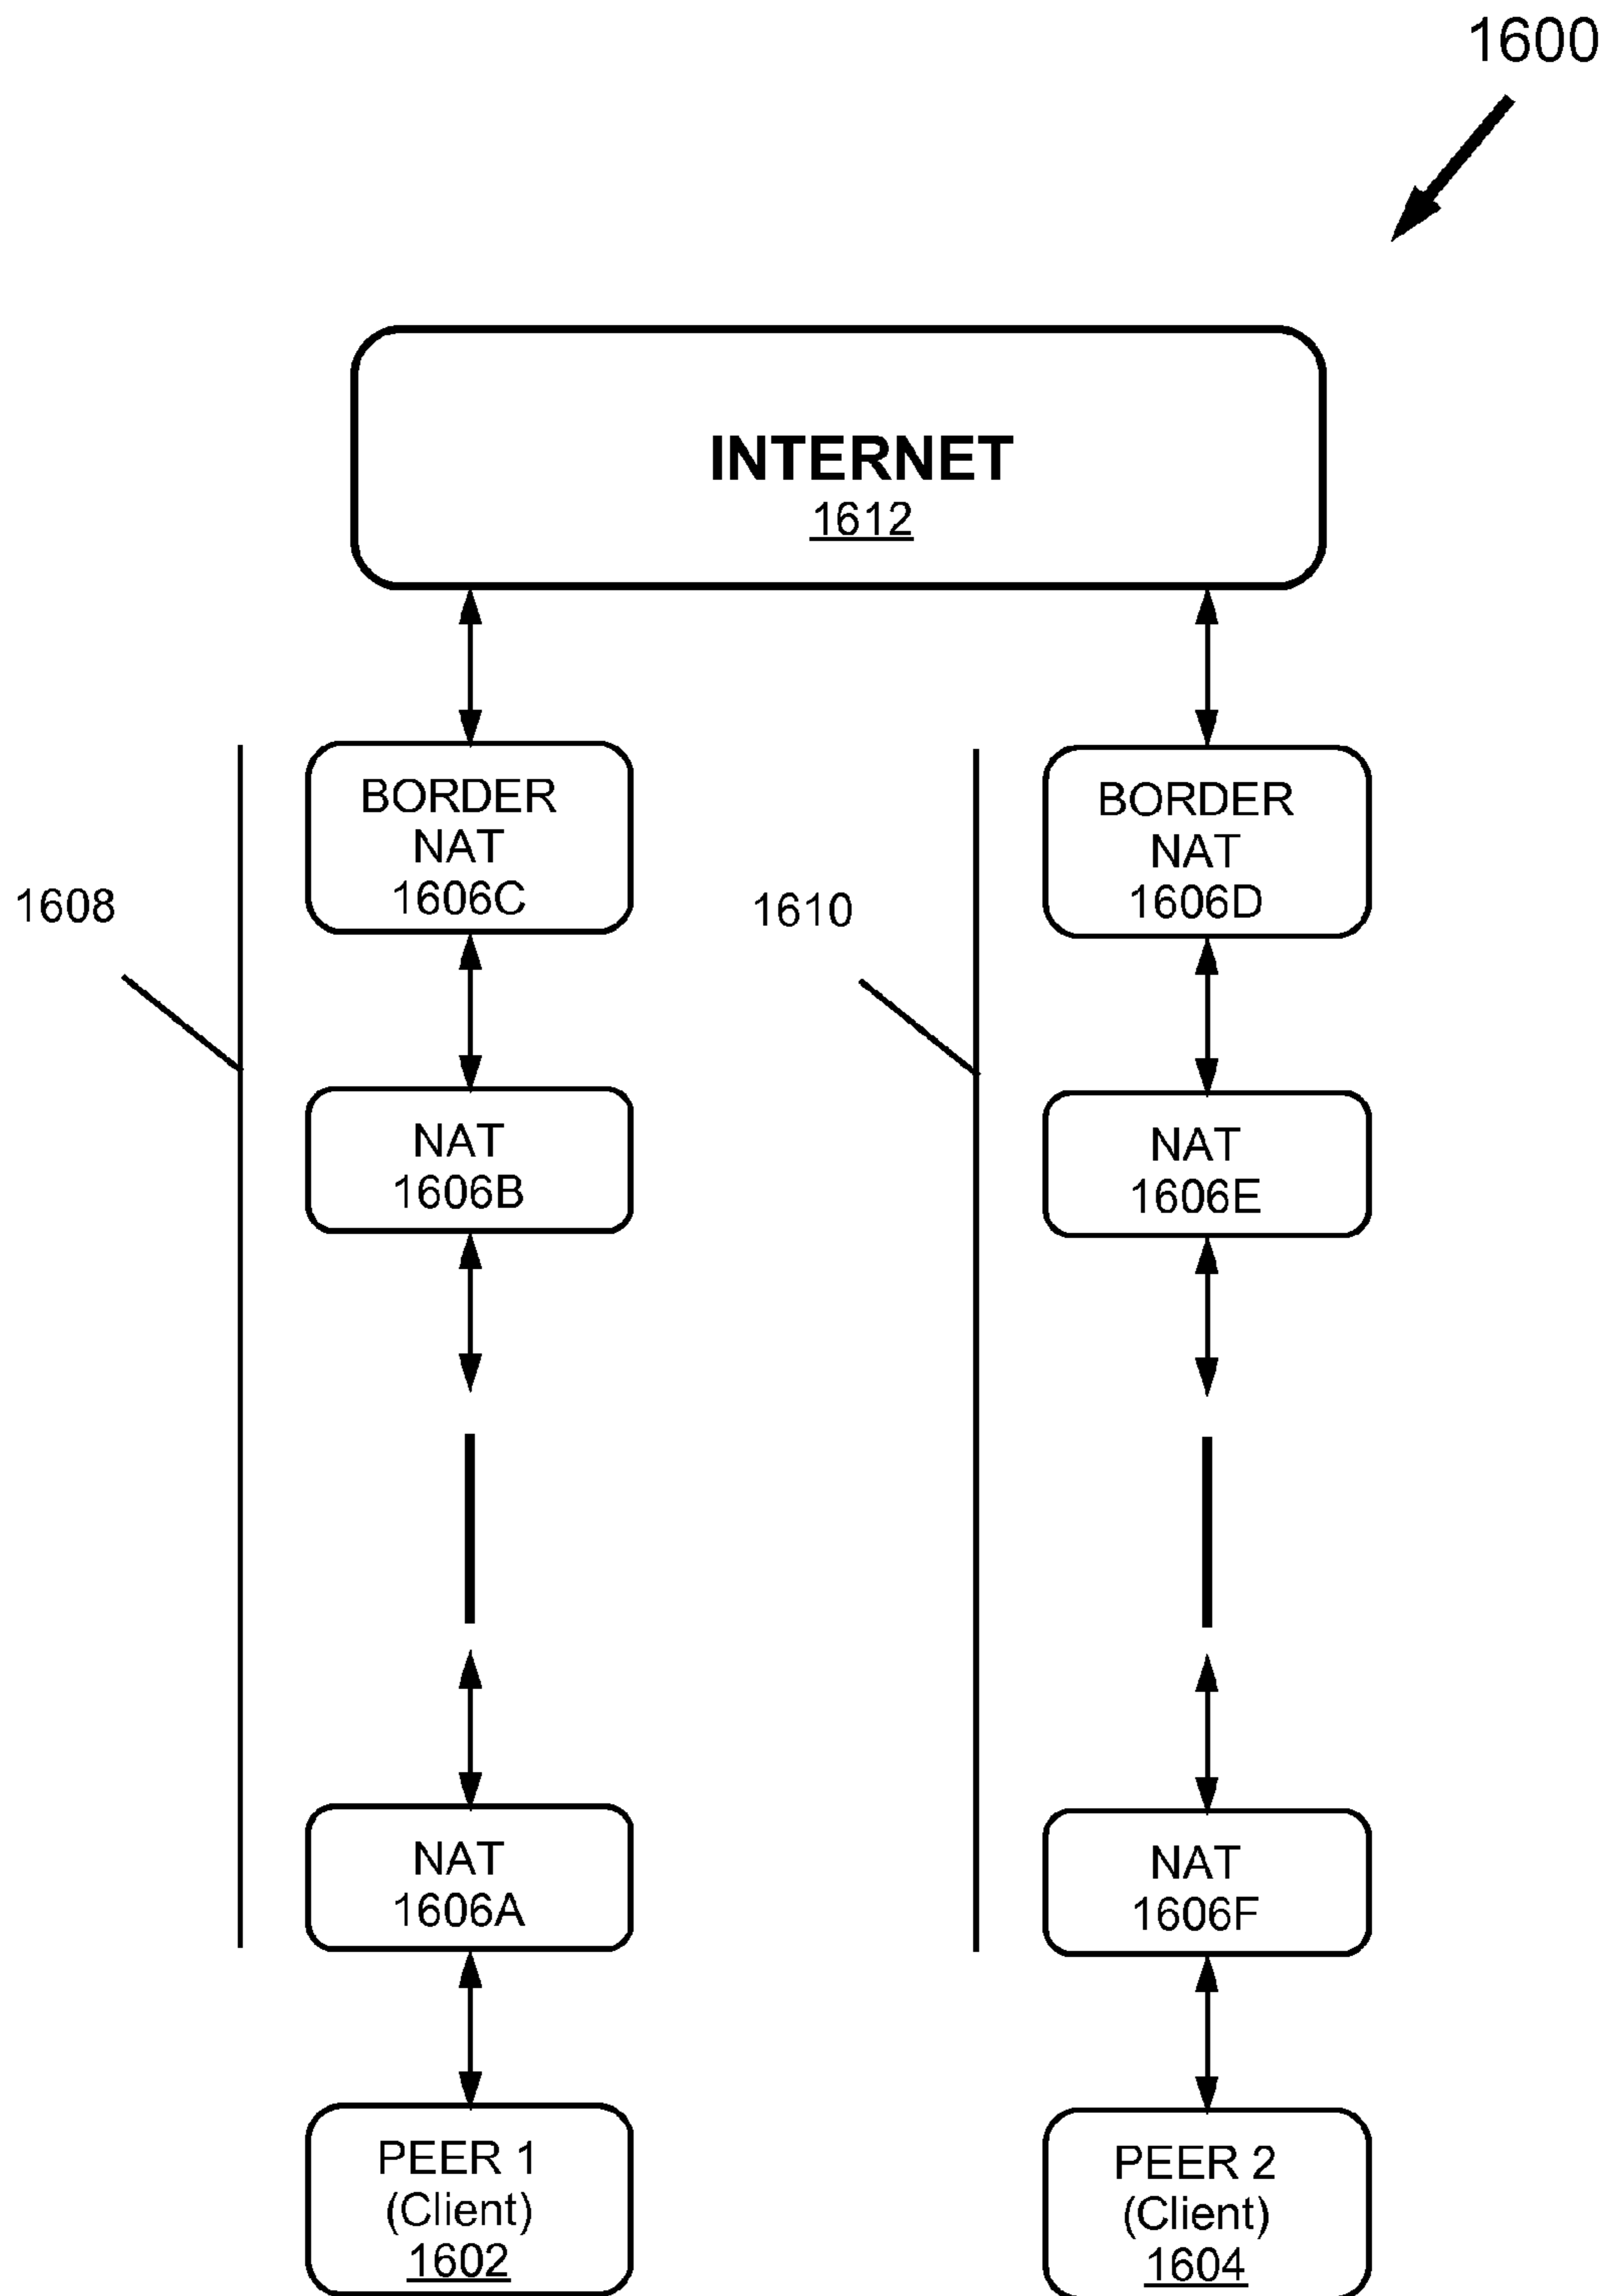 1600
INTERNET
1612
BORDER
NAT
1606C
BORDER
NAT
1606D
1608
1610
NAT
1606B
NAT
1606E
NAT
1606A
NAT
1606F
PEER 1
(Client)
1602
PEER 2
(Client)
1604